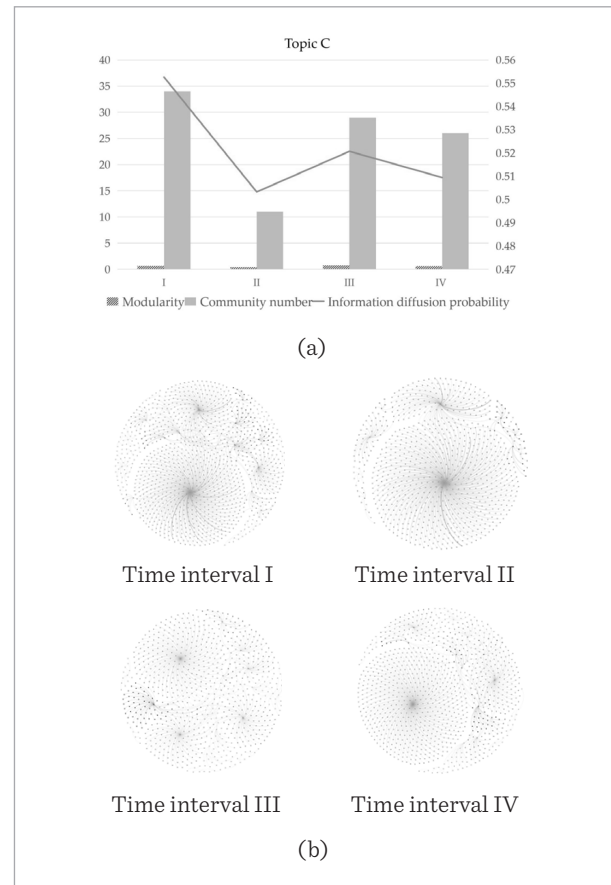 Topic C
40
35
30
25
20
15
10
5
0
0.56
0.55
0.54
0.53
0.52
0.51
0.5
0.49
0.48
0.47
I II III IV
Modularity Community number Information diffusion probability
(a)
Time interval I Time interval II
Time interval III Time interval IV
(b)